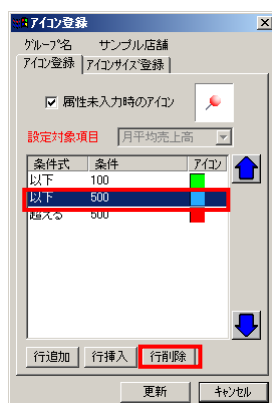 アイコン登録
グループ名 サンプル店舗
アイコン登録 アイコンサイズ登録
属性未入力時のアイコン
設定対象項目 月平均売上高
条件式 条件 アイコン
以下 100
以下 500
超える 500
行追加 行挿入 行削除
更新 キャンセル